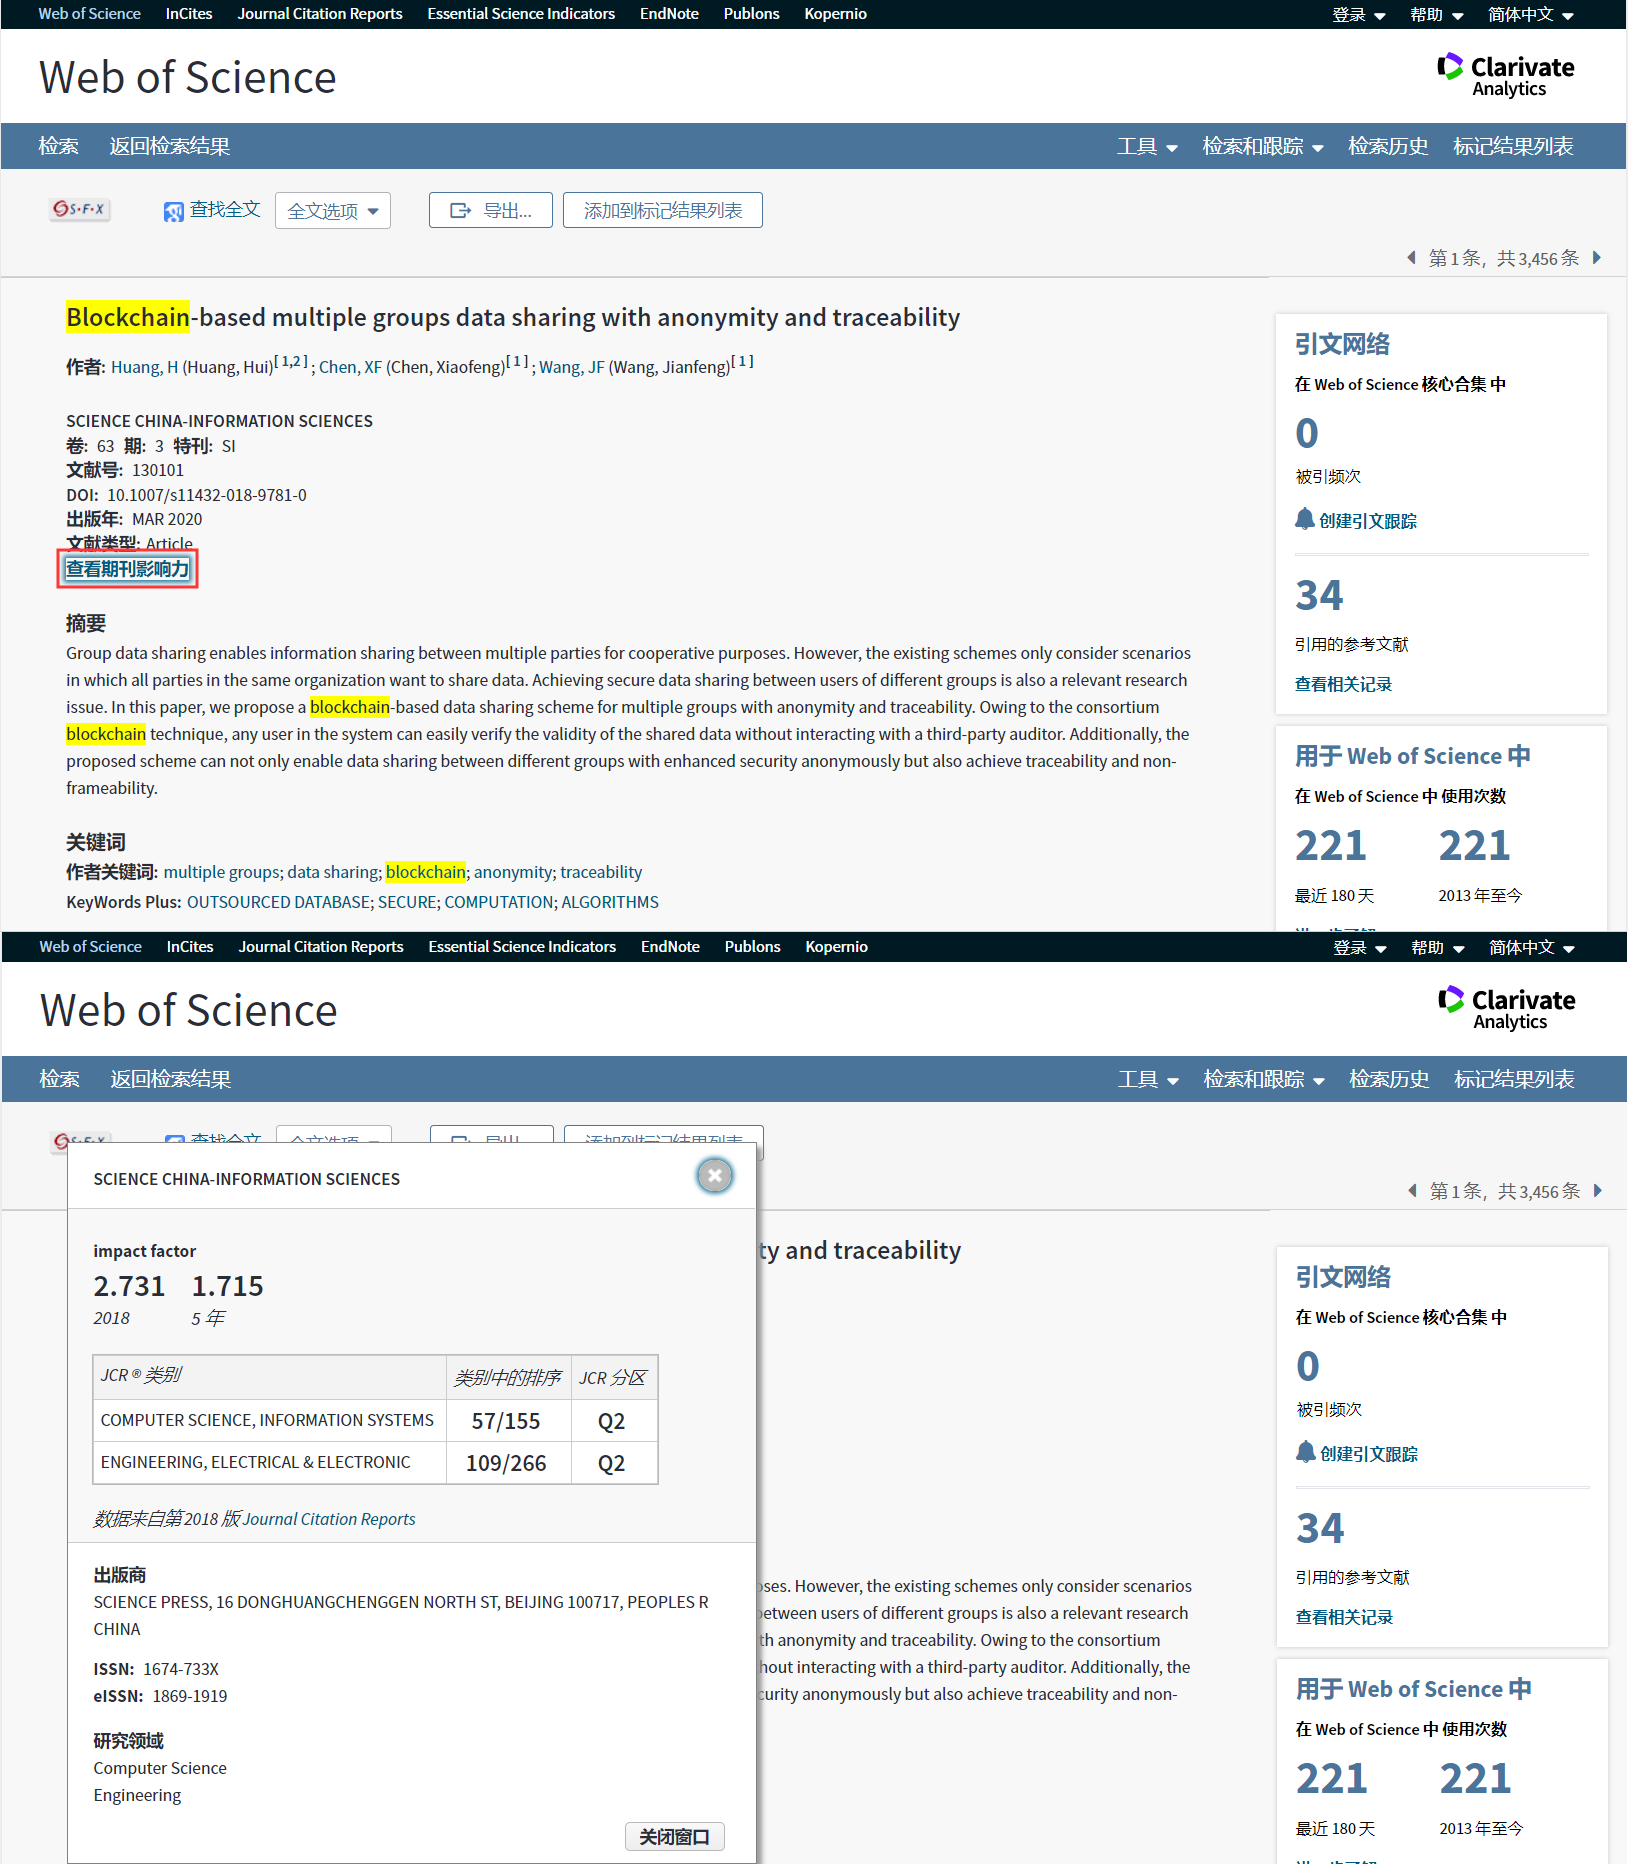 Web of Science InCites Journal Citation Reports Essential Science Indicators EndNote Publons Kopernio 登录 帮助 简体中文
Web of Science
Clarivate
Analytics
检索 返回检索结果 工具 检索和跟踪 检索历史 标记结果列表
S·F·X 查找全文 全文选项 导出... 添加到标记结果列表
第 1 条，共 3,456 条
Blockchain-based multiple groups data sharing with anonymity and traceability
作者: Huang, H (Huang, Hui)[ 1,2 ] ; Chen, XF (Chen, Xiaofeng)[ 1 ] ; Wang, JF (Wang, Jianfeng)[ 1 ]
SCIENCE CHINA-INFORMATION SCIENCES
卷: 63 期: 3 特刊: SI
文献号: 130101
DOI: 10.1007/s11432-018-9781-0
出版年: MAR 2020
文献类型: Article
查看期刊影响力
摘要
Group data sharing enables information sharing between multiple parties for cooperative purposes. However, the existing schemes only consider scenarios
in which all parties in the same organization want to share data. Achieving secure data sharing between users of different groups is also a relevant research
issue. In this paper, we propose a blockchain-based data sharing scheme for multiple groups with anonymity and traceability. Owing to the consortium
blockchain technique, any user in the system can easily verify the validity of the shared data without interacting with a third-party auditor. Additionally, the
proposed scheme can not only enable data sharing between different groups with enhanced security anonymously but also achieve traceability and non-
frameability.
关键词
作者关键词: multiple groups; data sharing; blockchain; anonymity; traceability
KeyWords Plus: OUTSOURCED DATABASE; SECURE; COMPUTATION; ALGORITHMS
引文网络
在 Web of Science 核心合集 中
0
被引频次
创建引文跟踪
34
引用的参考文献
查看相关记录
用于 Web of Science 中
在 Web of Science 中 使用次数
221 221
最近 180 天 2013 年至今
Web of Science InCites Journal Citation Reports Essential Science Indicators EndNote Publons Kopernio 登录 帮助 简体中文
Web of Science
Clarivate
Analytics
检索 返回检索结果 工具 检索和跟踪 检索历史 标记结果列表
S·F·X 查找全文 全文选项 导出 添加到标记结果列表
第 1 条，共 3,456 条
SCIENCE CHINA-INFORMATION SCIENCES
impact factor
2.731 1.715
2018 5 年
JCR ® 类别 类别中的排序 JCR 分区
COMPUTER SCIENCE, INFORMATION SYSTEMS 57/155 Q2
ENGINEERING, ELECTRICAL & ELECTRONIC 109/266 Q2
数据来自第 2018 版 Journal Citation Reports
出版商
SCIENCE PRESS, 16 DONGHUANGCHENGGEN NORTH ST, BEIJING 100717, PEOPLES R
CHINA
ISSN: 1674-733X
eISSN: 1869-1919
研究领域
Computer Science
Engineering
关闭窗口
ty and traceability
oses. However, the existing schemes only consider scenarios
between users of different groups is also a relevant research
th anonymity and traceability. Owing to the consortium
hout interacting with a third-party auditor. Additionally, the
curity anonymously but also achieve traceability and non-
引文网络
在 Web of Science 核心合集 中
0
被引频次
创建引文跟踪
34
引用的参考文献
查看相关记录
用于 Web of Science 中
在 Web of Science 中 使用次数
221 221
最近 180 天 2013 年至今